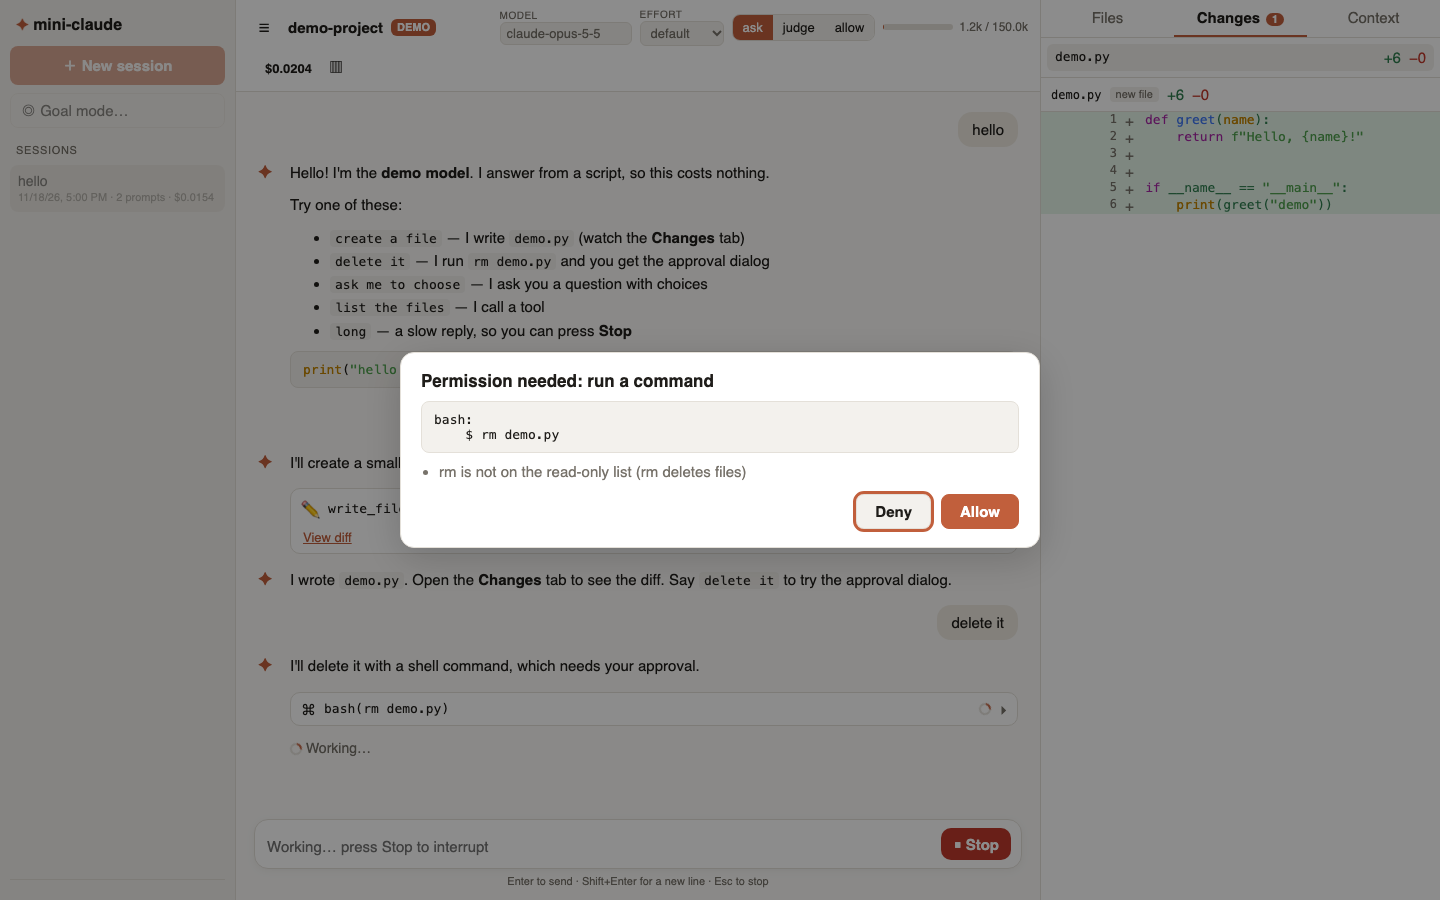 mini-claude
+ New session
Goal mode…
SESSIONS
hello
11/18/26, 5:00 PM · 2 prompts · $0.0154
demo-project DEMO
MODEL
claude-opus-5-5
EFFORT
default
ask judge allow
1.2k / 150.0k
$0.0204
hello
Hello! I'm the demo model. I answer from a script, so this costs nothing.
Try one of these:
• create a file — I write demo.py (watch the Changes tab)
• delete it — I run rm demo.py and you get the approval dialog
• ask me to choose — I ask you a question with choices
• list the files — I call a tool
• long — a slow reply, so you can press Stop
print("hello
I'll create a small
write_file
View diff
Permission needed: run a command
bash:
$ rm demo.py
• rm is not on the read-only list (rm deletes files)
Deny Allow
I wrote demo.py. Open the Changes tab to see the diff. Say delete it to try the approval dialog.
delete it
I'll delete it with a shell command, which needs your approval.
bash(rm demo.py)
Working…
Working… press Stop to interrupt
Stop
Enter to send · Shift+Enter for a new line · Esc to stop
Files Changes 1 Context
demo.py +6 −0
demo.py new file +6 −0
1 + def greet(name):
2 + return f"Hello, {name}!"
3 +
4 +
5 + if __name__ == "__main__":
6 + print(greet("demo"))